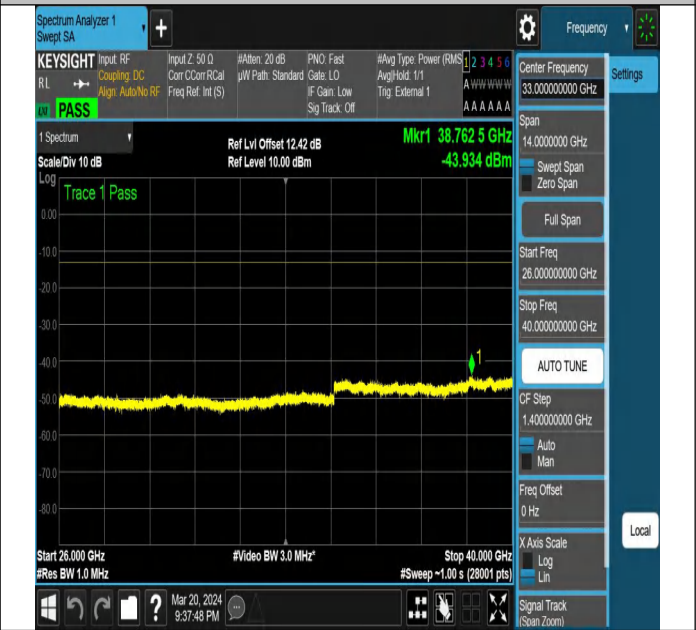 Spectrum Analyzer 1
Swept SA
+
Frequency
KEYSIGHT
RL
PASS
Input: RF
Coupling: DC
Align: Auto/No RF
Input Z: 50 Ω
Corr CCorr RCal
Freq Ref: Int (S)
#Atten: 20 dB
µW Path: Standard
PNO: Fast
Gate: LO
IF Gain: Low
Sig Track: Off
#Avg Type: Power (RMS
Avg|Hold: 1/1
Trig: External 1
1 2 3 4 5 6
A W W W W W
A A A A A A
1 Spectrum
Scale/Div 10 dB
Log
Ref Lvl Offset 12.42 dB
Ref Level 10.00 dBm
Mkr1 38.762 5 GHz
-43.934 dBm
Trace 1 Pass
0.00
-10.0
-20.0
-30.0
-40.0
-50.0
-60.0
-70.0
-80.0
1
Start 26.000 GHz
#Res BW 1.0 MHz
#Video BW 3.0 MHz*
Stop 40.000 GHz
#Sweep ~1.00 s (28001 pts)
Mar 20, 2024
9:37:48 PM
Center Frequency
33.000000000 GHz
Span
14.0000000 GHz
Swept Span
Zero Span
Full Span
Start Freq
26.000000000 GHz
Stop Freq
40.000000000 GHz
AUTO TUNE
CF Step
1.400000000 GHz
Auto
Man
Freq Offset
0 Hz
X Axis Scale
Log
Lin
Signal Track
(Span Zoom)
Settings
Local